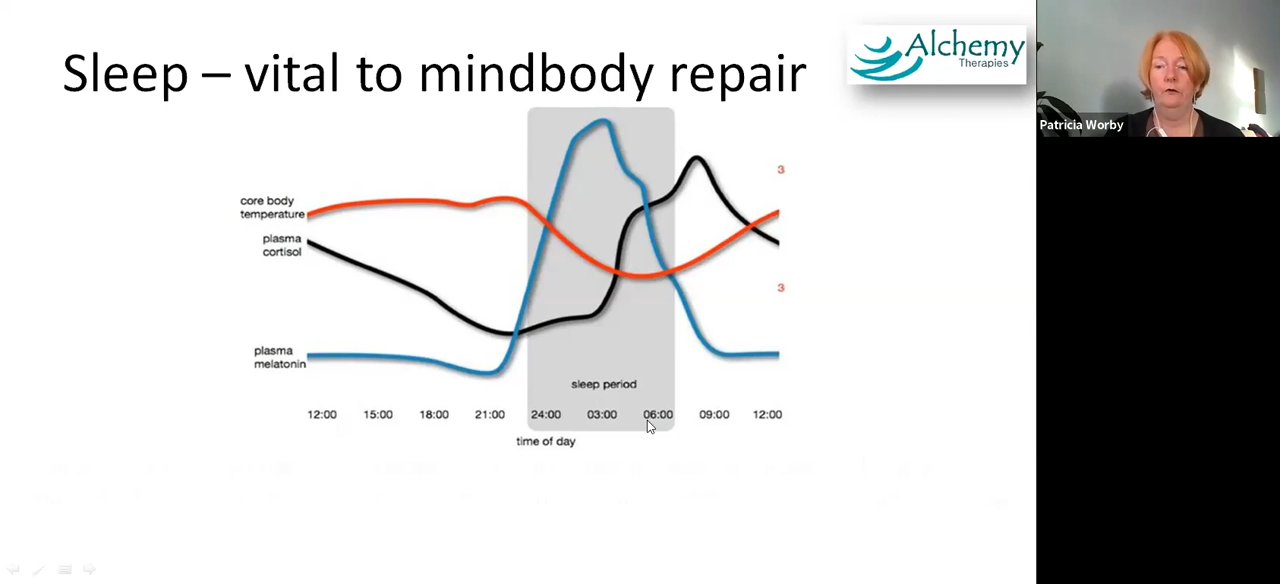 Sleep – vital to mindbody repair
Alchemy
Therapies
Patricia Worby
core body
temperature
plasma
cortisol
plasma
melatonin
3
3
sleep period
12:00 15:00 18:00 21:00 24:00 03:00 06:00 09:00 12:00
time of day